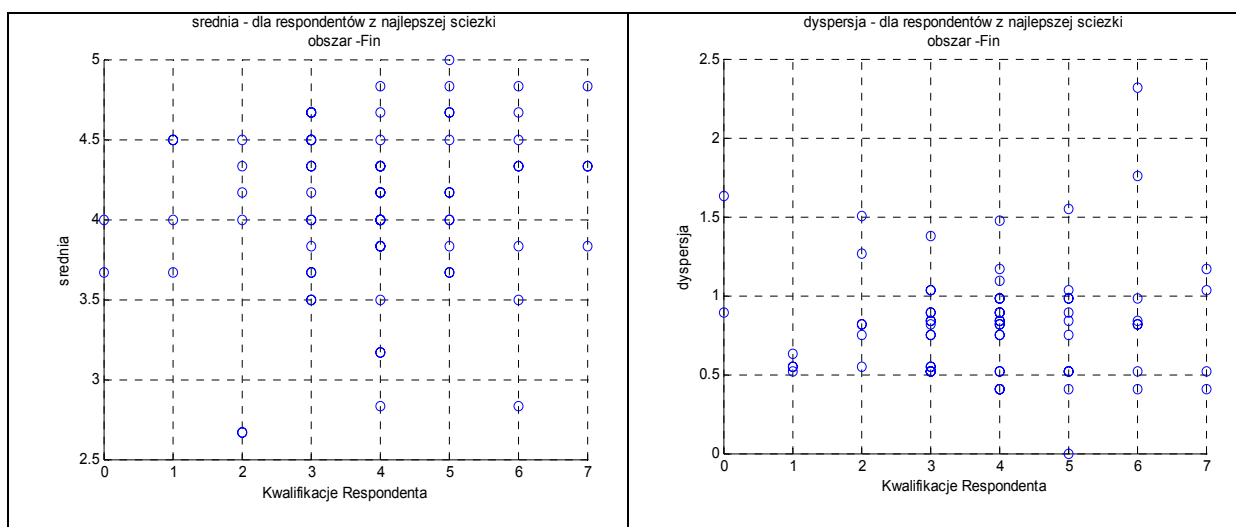 srednia - dla respondentów z najlepszej sciezki
obszar -Fin
5
4.5
4
3.5
3
2.5
srednia
0 1 2 3 4 5 6 7
Kwalifikacje Respondenta
dyspersja - dla respondentów z najlepszej sciezki
obszar -Fin
2.5
2
1.5
1
0.5
0
dyspersja
0 1 2 3 4 5 6 7
Kwalifikacje Respondenta